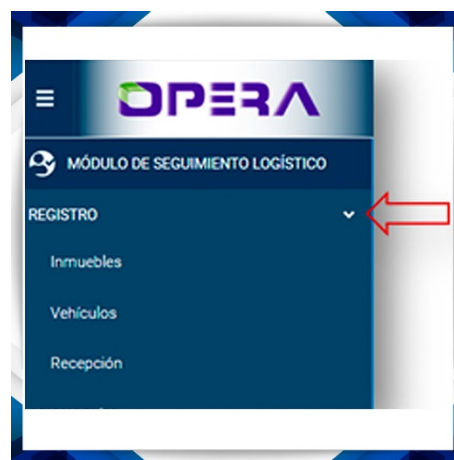 OPERA
MÓDULO DE SEGUIMIENTO LOGÍSTICO
REGISTRO
Inmuebles
Vehículos
Recepción